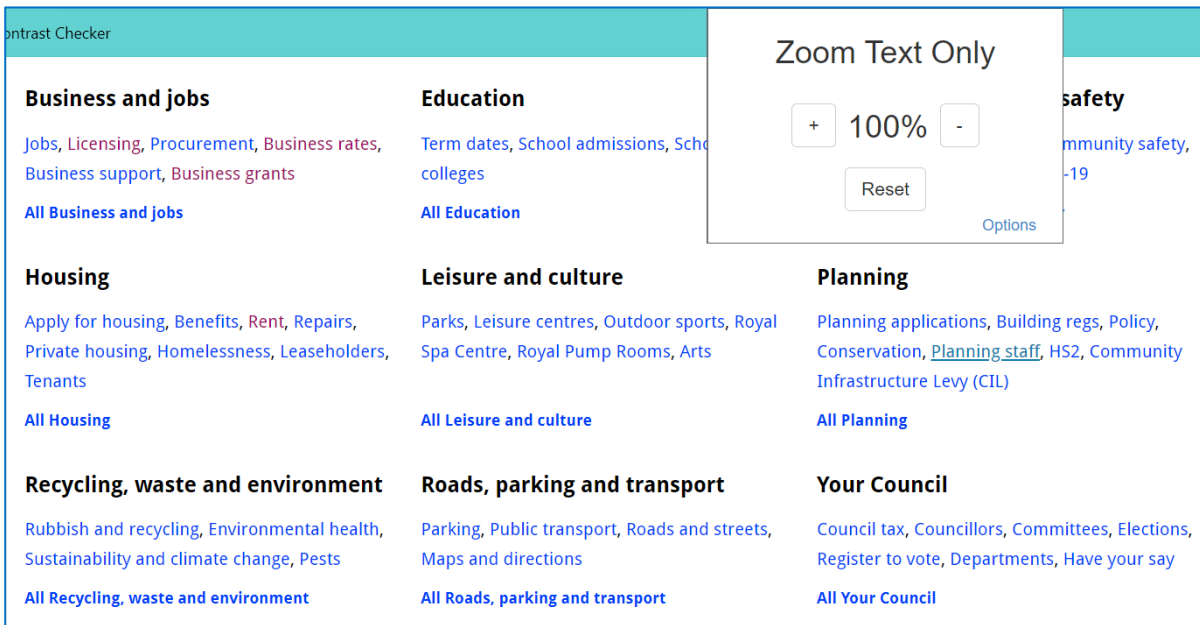 ontrast Checker
Zoom Text Only
+ 100% -
Reset
Options
Business and jobs
Jobs, Licensing, Procurement, Business rates,
Business support, Business grants
All Business and jobs
Education
Term dates, School admissions, Scho
colleges
All Education
safety
mmunity safety,
-19
Housing
Apply for housing, Benefits, Rent, Repairs,
Private housing, Homelessness, Leaseholders,
Tenants
All Housing
Leisure and culture
Parks, Leisure centres, Outdoor sports, Royal
Spa Centre, Royal Pump Rooms, Arts
All Leisure and culture
Planning
Planning applications, Building regs, Policy,
Conservation, Planning staff, HS2, Community
Infrastructure Levy (CIL)
All Planning
Recycling, waste and environment
Rubbish and recycling, Environmental health,
Sustainability and climate change, Pests
All Recycling, waste and environment
Roads, parking and transport
Parking, Public transport, Roads and streets,
Maps and directions
All Roads, parking and transport
Your Council
Council tax, Councillors, Committees, Elections,
Register to vote, Departments, Have your say
All Your Council